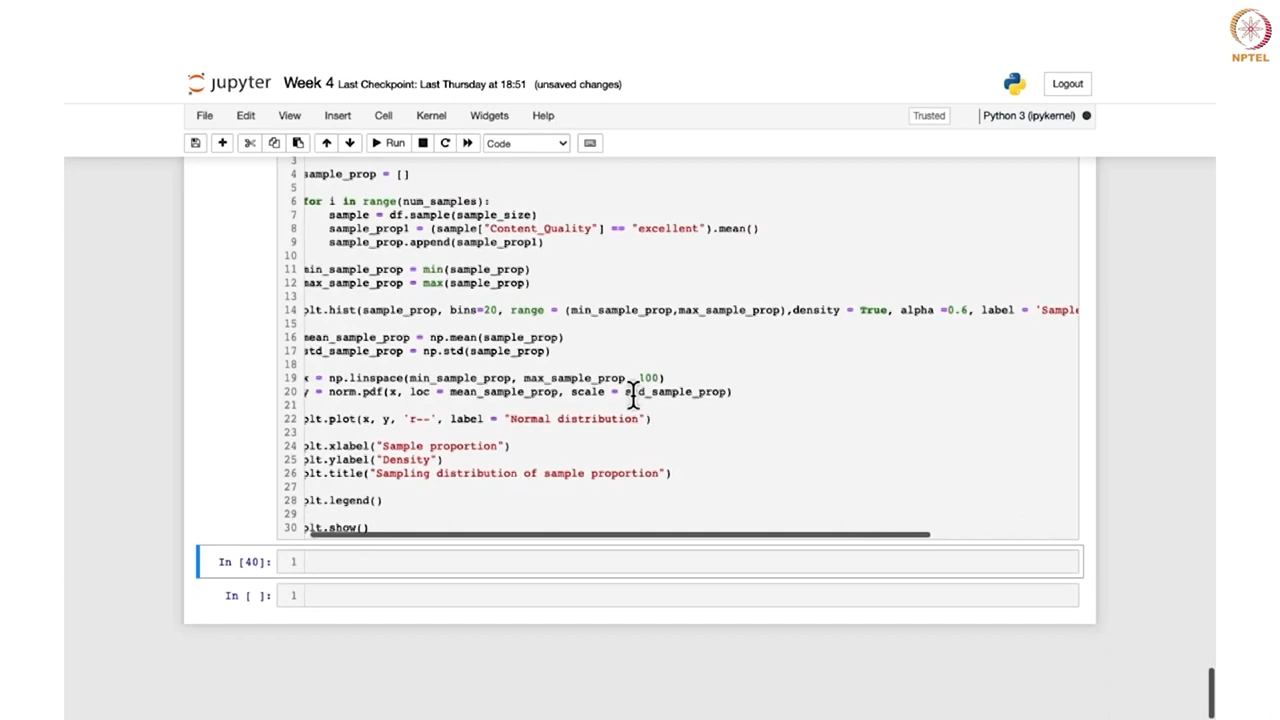 NPTEL
jupyter Week 4 Last Checkpoint: Last Thursday at 18:51 (unsaved changes)
Logout
File Edit View Insert Cell Kernel Widgets Help
Trusted
Python 3 (ipykernel)
Run
Code
3
4 sample_prop = []
5
6 for i in range(num_samples):
7 sample = df.sample(sample_size)
8 sample_prop1 = (sample["Content_Quality"] == "excellent").mean()
9 sample_prop.append(sample_prop1)
10
11 min_sample_prop = min(sample_prop)
12 max_sample_prop = max(sample_prop)
13
14 plt.hist(sample_prop, bins=20, range = (min_sample_prop,max_sample_prop),density = True, alpha =0.6, label = 'Sample
15
16 mean_sample_prop = np.mean(sample_prop)
17 std_sample_prop = np.std(sample_prop)
18
19 x = np.linspace(min_sample_prop, max_sample_prop, 100)
20 y = norm.pdf(x, loc = mean_sample_prop, scale = std_sample_prop)
21
22 plt.plot(x, y, 'r--', label = "Normal distribution")
23
24 plt.xlabel("Sample proportion")
25 plt.ylabel("Density")
26 plt.title("Sampling distribution of sample proportion")
27
28 plt.legend()
29
30 plt.show()
In [40]: 1
In [ ]: 1